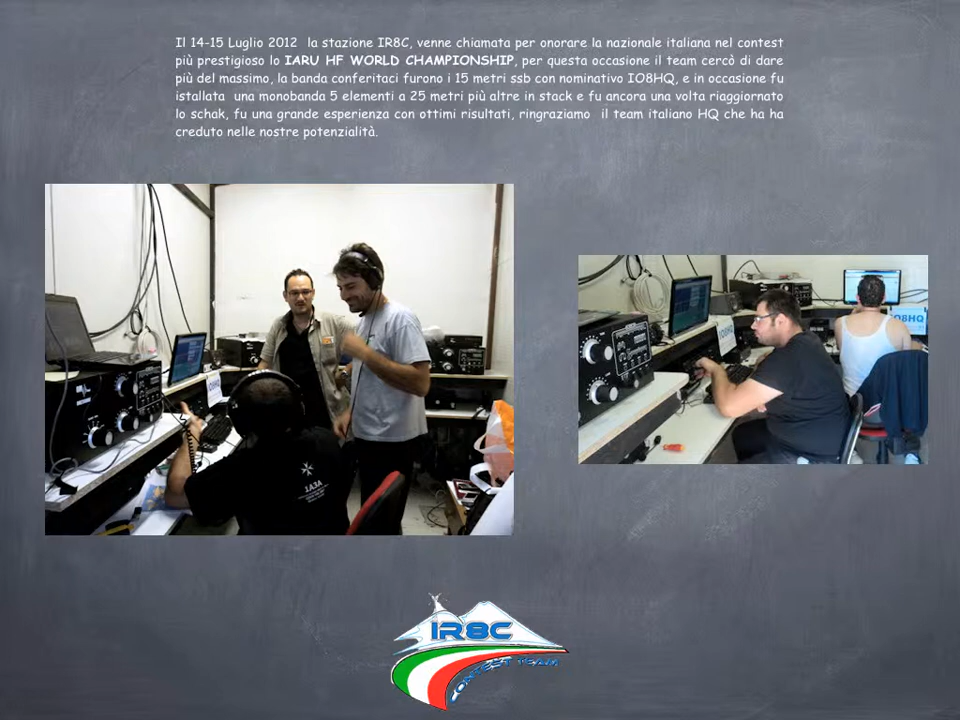 Il 14-15 Luglio 2012 la stazione IR8C, venne chiamata per onorare la nazionale italiana nel contest
più prestigioso lo IARU HF WORLD CHAMPIONSHIP, per questa occasione il team cercò di dare
più del massimo, la banda conferitaci furono i 15 metri ssb con nominativo IO8HQ, e in occasione fu
istallata una monobanda 5 elementi a 25 metri più altre in stack e fu ancora una volta riaggiornato
lo schak, fu una grande esperienza con ottimi risultati, ringraziamo il team italiano HQ che ha ha
creduto nelle nostre potenzialità.
IO8HQ
IO8HQ
IR8C
CONTEST TEAM